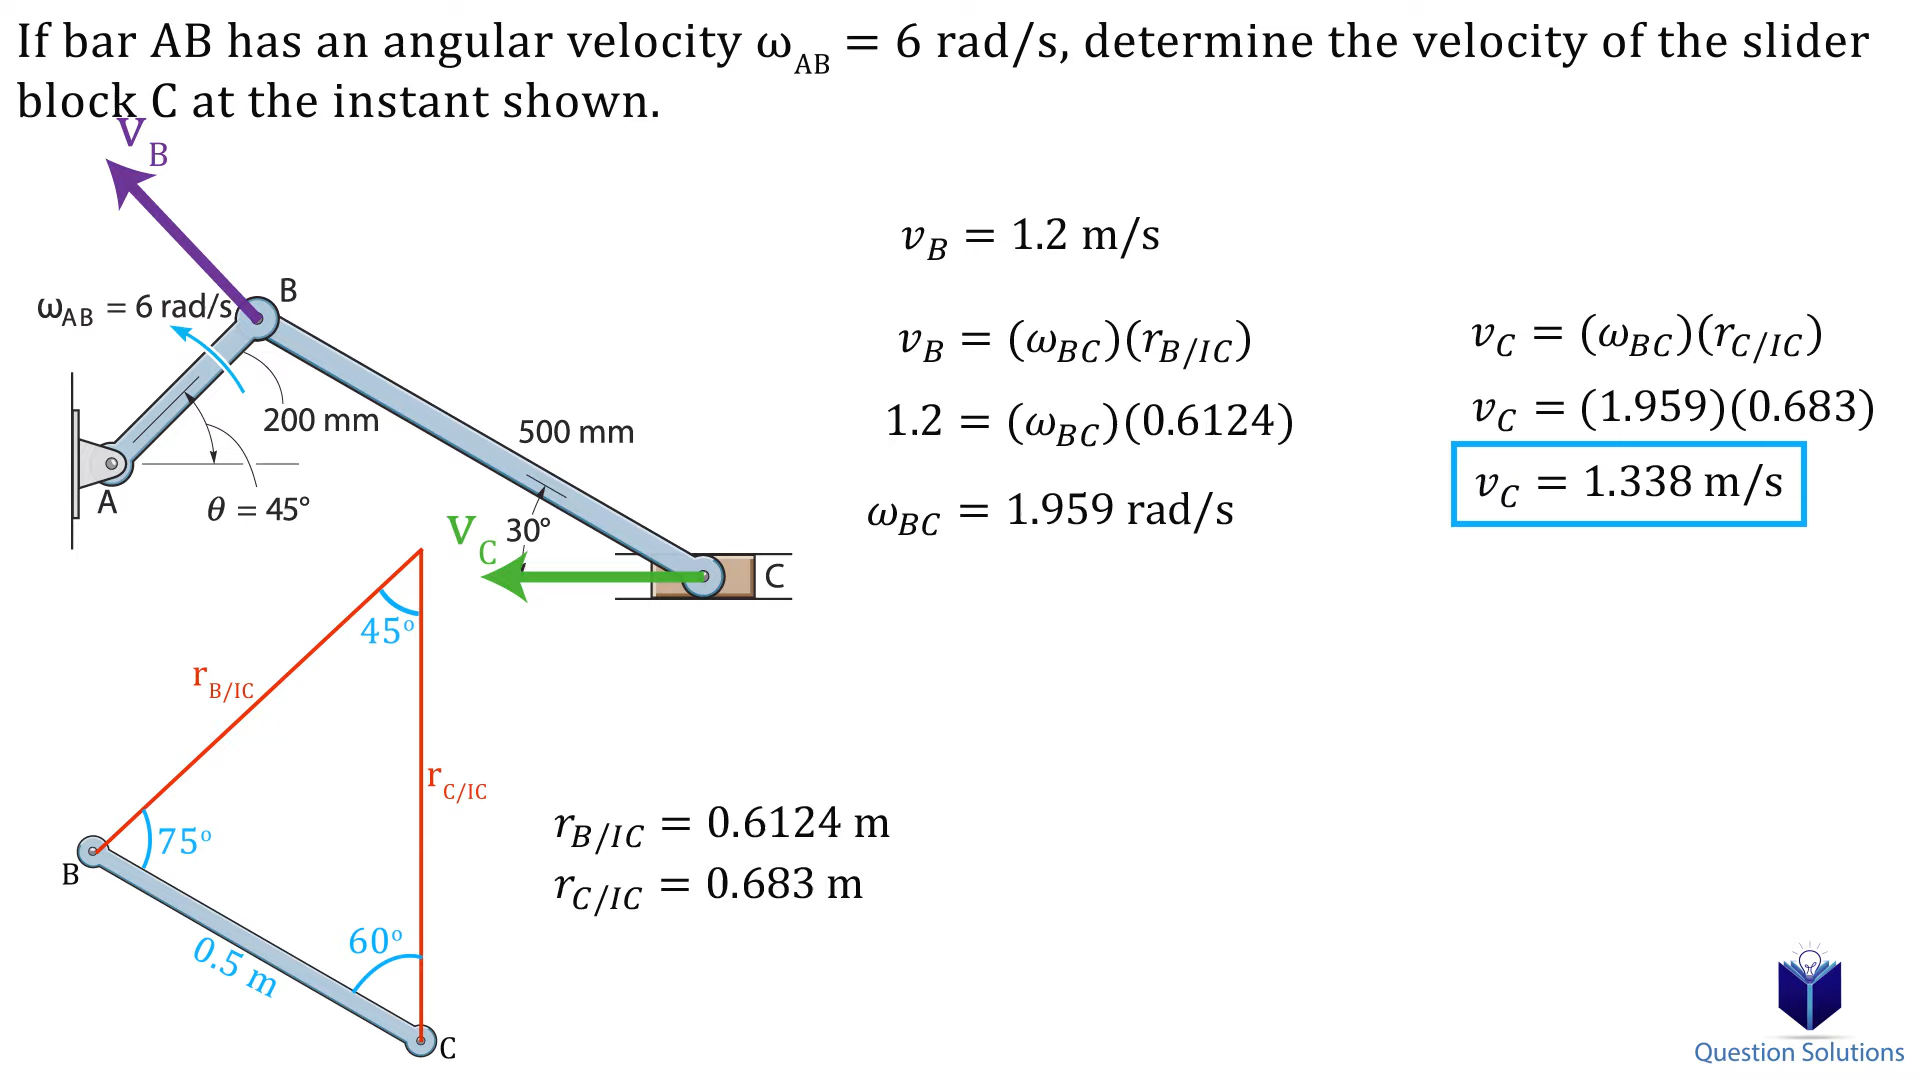 If bar AB has an angular velocity ω_AB = 6 rad/s, determine the velocity of the slider
block C at the instant shown.
v_B
B
ω_AB = 6 rad/s
200 mm
500 mm
A
θ = 45°
v_C
30°
C
v_B = 1.2 m/s
v_B = (ω_BC)(r_B/IC)
1.2 = (ω_BC)(0.6124)
ω_BC = 1.959 rad/s
v_C = (ω_BC)(r_C/IC)
v_C = (1.959)(0.683)
v_C = 1.338 m/s
45°
r_B/IC
r_C/IC
75°
B
60°
0.5 m
C
r_B/IC = 0.6124 m
r_C/IC = 0.683 m
Question Solutions